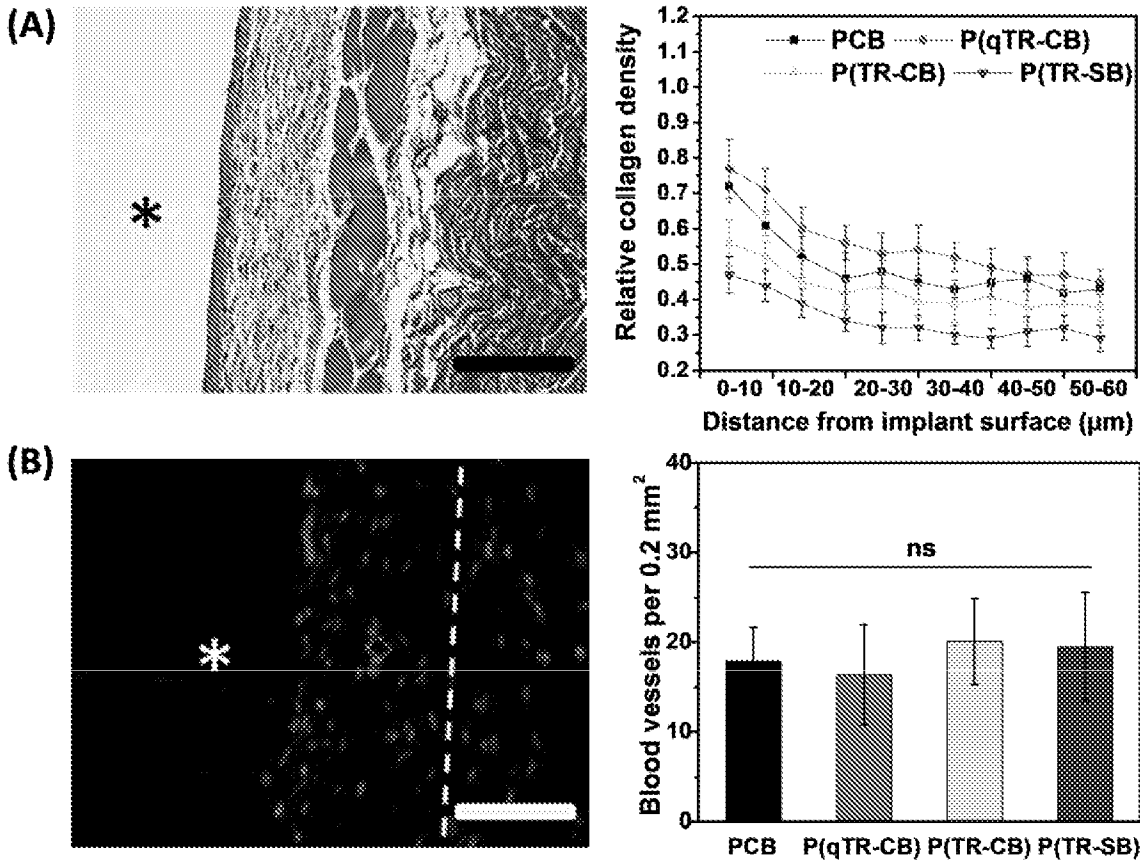 (A)
*
Relative collagen density
1.2
1.1
1.0
0.9
0.8
0.7
0.6
0.5
0.4
0.3
0.2
PCB
P(qTR-CB)
P(TR-CB)
P(TR-SB)
0-10 10-20 20-30 30-40 40-50 50-60
Distance from implant surface (µm)
(B)
*
Blood vessels per 0.2 mm²
40
30
20
10
0
ns
PCB P(qTR-CB) P(TR-CB) P(TR-SB)